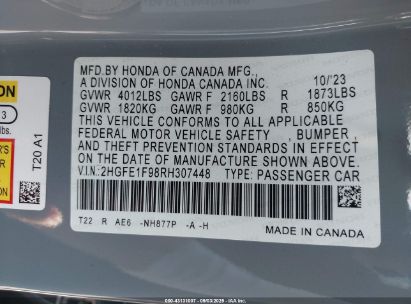 MFD. BY HONDA OF CANADA MFG.,
A DIVISION OF HONDA CANADA INC. 10/'23
GVWR 4012LBS GAWR F 2160LBS R 1873LBS
GVWR 1820KG GAWR F 980KG R 850KG
THIS VEHICLE CONFORMS TO ALL APPLICABLE
FEDERAL MOTOR VEHICLE SAFETY , BUMPER ,
AND THEFT PREVENTION STANDARDS IN EFFECT ON THE
DATE OF MANUFACTURE SHOWN ABOVE.
V.I.N: 2HGFE1F98RH307448 TYPE: PASSENGER CAR
T22 R AE6 -NH877P -A -H
MADE IN CANADA
3
lbs.
T20 A1